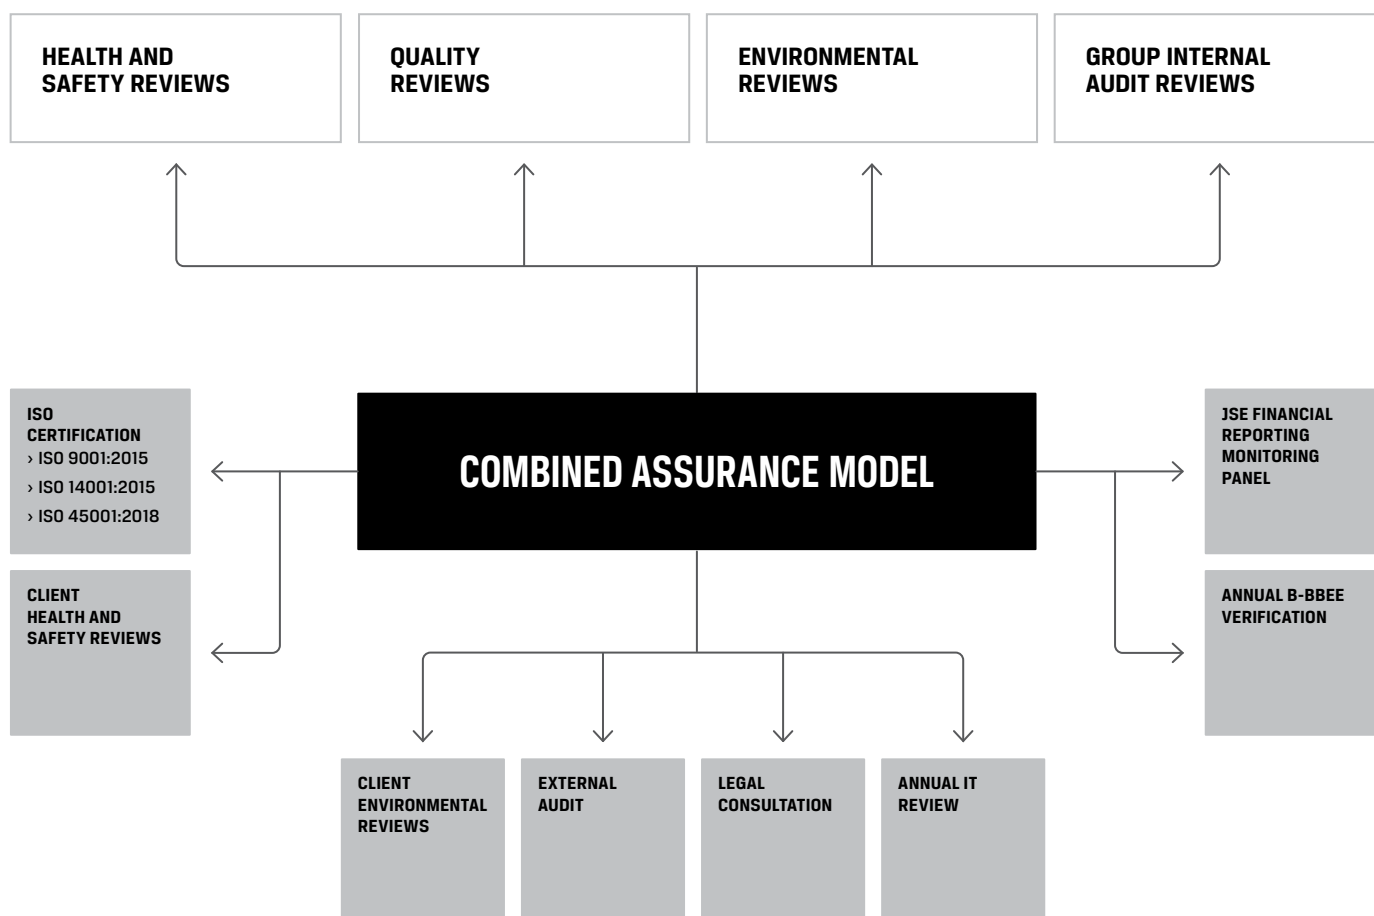 HEALTH AND
SAFETY REVIEWS
QUALITY
REVIEWS
ENVIRONMENTAL
REVIEWS
GROUP INTERNAL
AUDIT REVIEWS
ISO
CERTIFICATION
› ISO 9001:2015
› ISO 14001:2015
› ISO 45001:2018
CLIENT
HEALTH AND
SAFETY REVIEWS
COMBINED ASSURANCE MODEL
JSE FINANCIAL
REPORTING
MONITORING
PANEL
ANNUAL B-BBEE
VERIFICATION
CLIENT
ENVIRONMENTAL
REVIEWS
EXTERNAL
AUDIT
LEGAL
CONSULTATION
ANNUAL IT
REVIEW